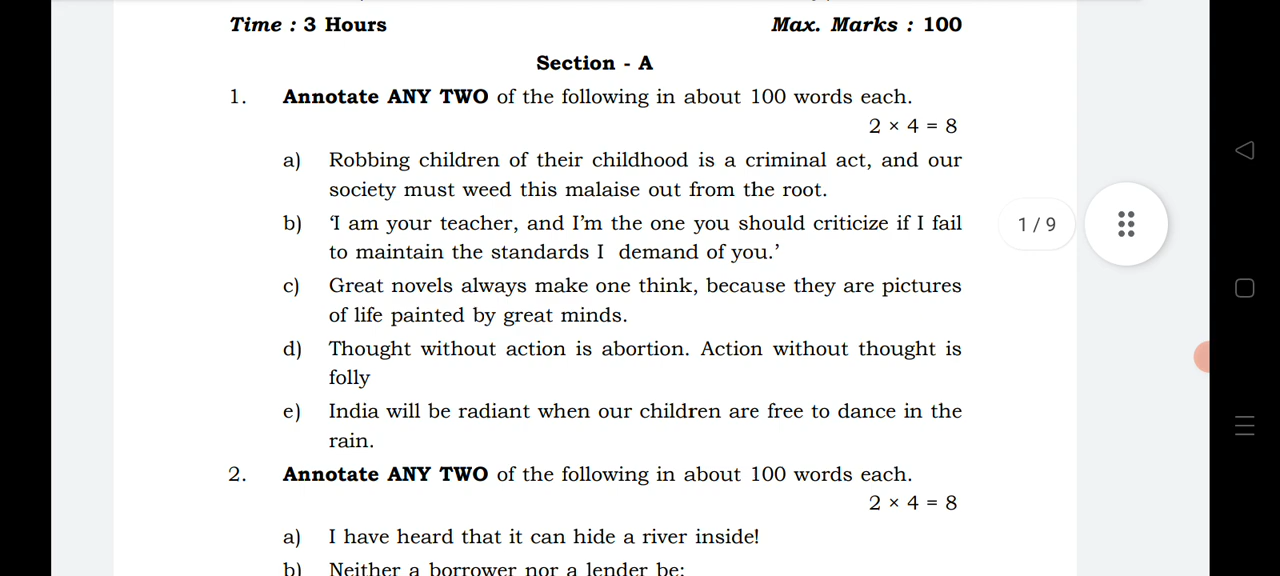 Time : 3 Hours Max. Marks : 100
Section - A
1. Annotate ANY TWO of the following in about 100 words each.
2 × 4 = 8
a) Robbing children of their childhood is a criminal act, and our
society must weed this malaise out from the root.
b) ‘I am your teacher, and I’m the one you should criticize if I fail
to maintain the standards I demand of you.’
c) Great novels always make one think, because they are pictures
of life painted by great minds.
d) Thought without action is abortion. Action without thought is
folly
e) India will be radiant when our children are free to dance in the
rain.
2. Annotate ANY TWO of the following in about 100 words each.
2 × 4 = 8
a) I have heard that it can hide a river inside!
b) Neither a borrower nor a lender be;
1 / 9